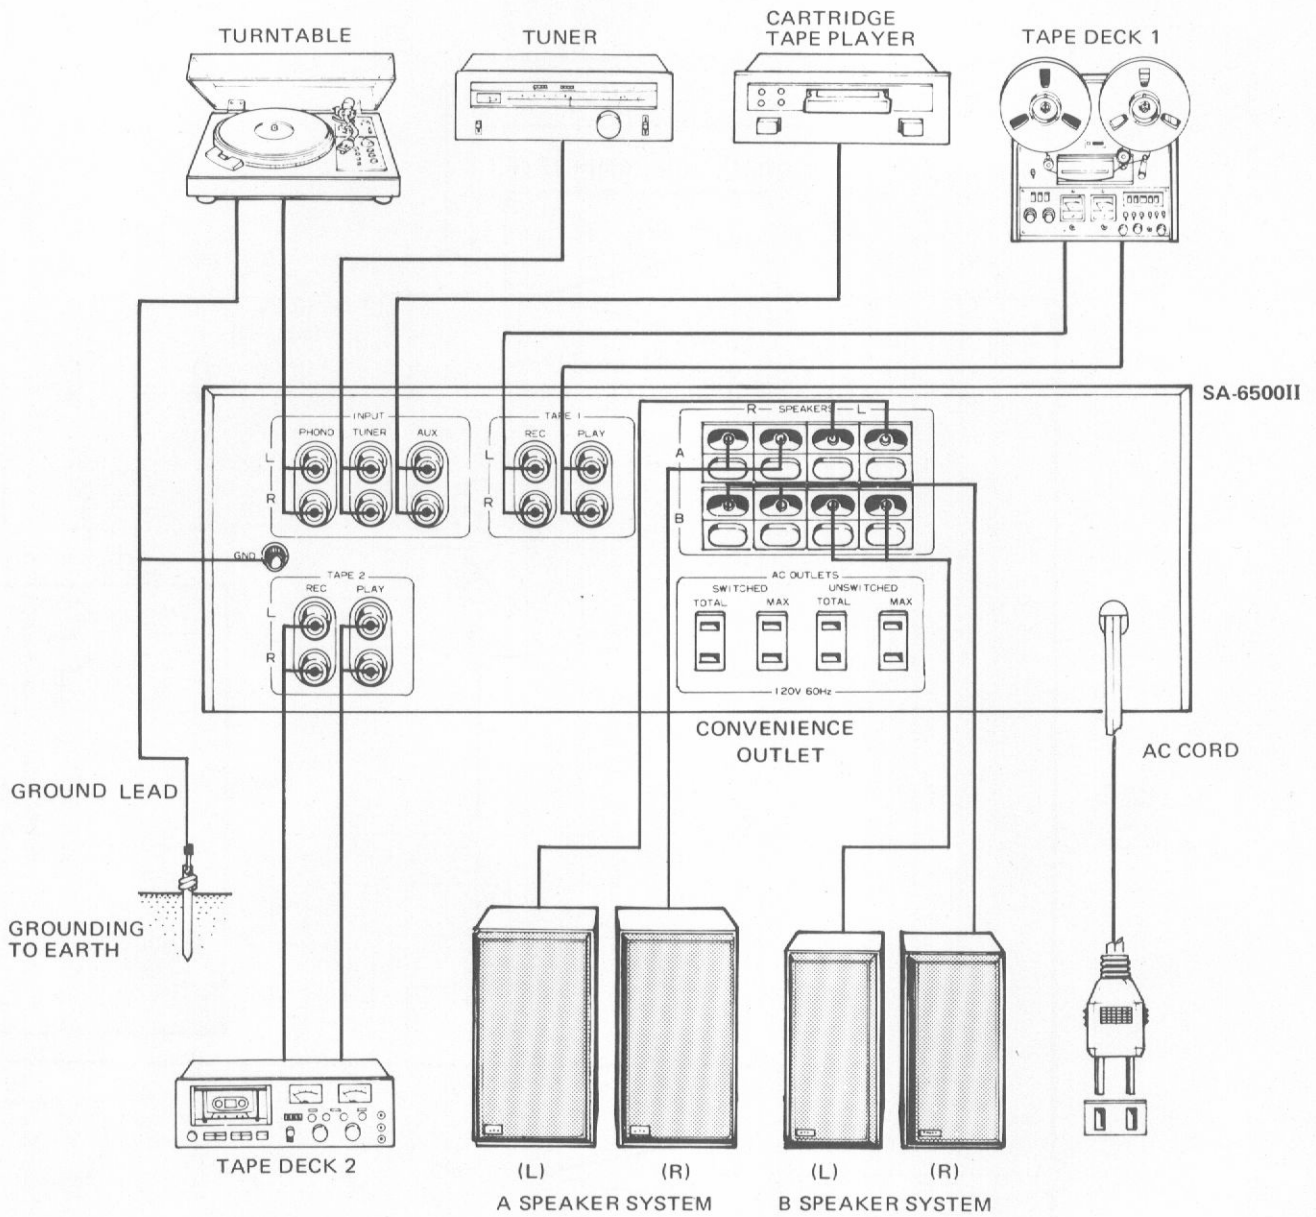 TURNTABLE
TUNER
CARTRIDGE
TAPE PLAYER
TAPE DECK 1
SA-6500II
INPUT
PHONO TUNER AUX
L
R
TAPE 1
REC PLAY
L
R
R SPEAKERS L
A
B
GND
TAPE 2
REC PLAY
L
R
AC OUTLETS
SWITCHED UNSWITCHED
TOTAL MAX TOTAL MAX
120V 60Hz
CONVENIENCE
OUTLET
AC CORD
GROUND LEAD
GROUNDING
TO EARTH
TAPE DECK 2
(L) (R) (L) (R)
A SPEAKER SYSTEM B SPEAKER SYSTEM